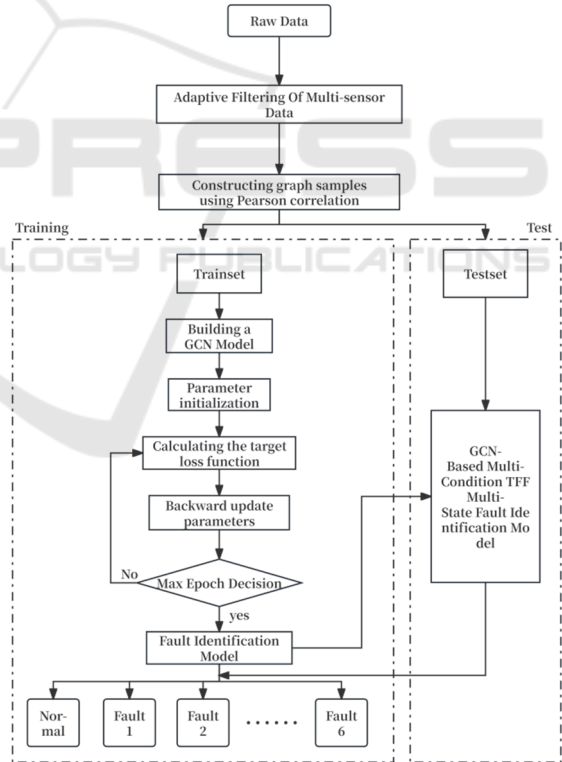 Raw Data
Adaptive Filtering Of Multi-sensor
Data
Constructing graph samples
using Pearson correlation
Training
Test
Trainset
Testset
Building a
GCN Model
Parameter
initialization
Calculating the target
loss function
Backward update
parameters
No
Max Epoch Decision
yes
Fault Identification
Model
GCN-
Based Multi-
Condition TFF
Multi-
State Fault Ide
ntification Mo
del
Nor-
mal
Fault
1
Fault
2
......
Fault
6
PRESS
LOGY PUBLICATIONS